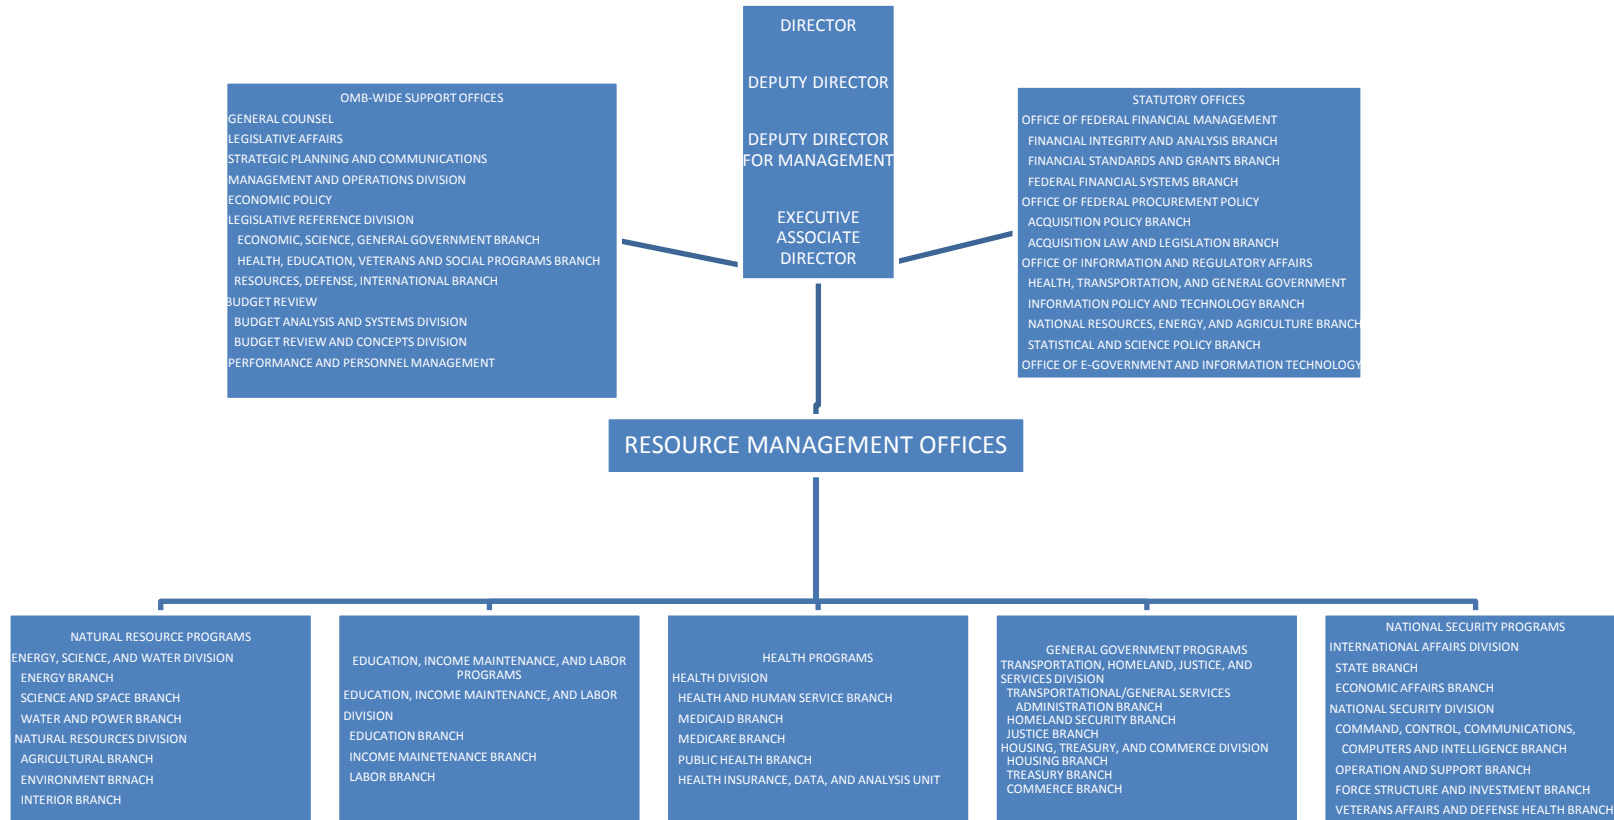 DIRECTOR
DEPUTY DIRECTOR
DEPUTY DIRECTOR
FOR MANAGEMENT
EXECUTIVE
ASSOCIATE
DIRECTOR
OMB-WIDE SUPPORT OFFICES
GENERAL COUNSEL
LEGISLATIVE AFFAIRS
STRATEGIC PLANNING AND COMMUNICATIONS
MANAGEMENT AND OPERATIONS DIVISION
ECONOMIC POLICY
LEGISLATIVE REFERENCE DIVISION
ECONOMIC, SCIENCE, GENERAL GOVERNMENT BRANCH
HEALTH, EDUCATION, VETERANS AND SOCIAL PROGRAMS BRANCH
RESOURCES, DEFENSE, INTERNATIONAL BRANCH
BUDGET REVIEW
BUDGET ANALYSIS AND SYSTEMS DIVISION
BUDGET REVIEW AND CONCEPTS DIVISION
PERFORMANCE AND PERSONNEL MANAGEMENT
STATUTORY OFFICES
OFFICE OF FEDERAL FINANCIAL MANAGEMENT
FINANCIAL INTEGRITY AND ANALYSIS BRANCH
FINANCIAL STANDARDS AND GRANTS BRANCH
FEDERAL FINANCIAL SYSTEMS BRANCH
OFFICE OF FEDERAL PROCUREMENT POLICY
ACQUISITION POLICY BRANCH
ACQUISITION LAW AND LEGISLATION BRANCH
OFFICE OF INFORMATION AND REGULATORY AFFAIRS
HEALTH, TRANSPORTATION, AND GENERAL GOVERNMENT
INFORMATION POLICY AND TECHNOLOGY BRANCH
NATIONAL RESOURCES, ENERGY, AND AGRICULTURE BRANCH
STATISTICAL AND SCIENCE POLICY BRANCH
OFFICE OF E-GOVERNMENT AND INFORMATION TECHNOLOGY
RESOURCE MANAGEMENT OFFICES
NATURAL RESOURCE PROGRAMS
ENERGY, SCIENCE, AND WATER DIVISION
ENERGY BRANCH
SCIENCE AND SPACE BRANCH
WATER AND POWER BRANCH
NATURAL RESOURCES DIVISION
AGRICULTURAL BRANCH
ENVIRONMENT BRNACH
INTERIOR BRANCH
EDUCATION, INCOME MAINTENANCE, AND LABOR
PROGRAMS
EDUCATION, INCOME MAINTENANCE, AND LABOR
DIVISION
EDUCATION BRANCH
INCOME MAINETENANCE BRANCH
LABOR BRANCH
HEALTH PROGRAMS
HEALTH DIVISION
HEALTH AND HUMAN SERVICE BRANCH
MEDICAID BRANCH
MEDICARE BRANCH
PUBLIC HEALTH BRANCH
HEALTH INSURANCE, DATA, AND ANALYSIS UNIT
GENERAL GOVERNMENT PROGRAMS
TRANSPORTATION, HOMELAND, JUSTICE, AND
SERVICES DIVISION
TRANSPORTATIONAL/GENERAL SERVICES
ADMINISTRATION BRANCH
HOMELAND SECURITY BRANCH
JUSTICE BRANCH
HOUSING, TREASURY, AND COMMERCE DIVISION
HOUSING BRANCH
TREASURY BRANCH
COMMERCE BRANCH
NATIONAL SECURITY PROGRAMS
INTERNATIONAL AFFAIRS DIVISION
STATE BRANCH
ECONOMIC AFFAIRS BRANCH
NATIONAL SECURITY DIVISION
COMMAND, CONTROL, COMMUNICATIONS,
COMPUTERS AND INTELLIGENCE BRANCH
OPERATION AND SUPPORT BRANCH
FORCE STRUCTURE AND INVESTMENT BRANCH
VETERANS AFFAIRS AND DEFENSE HEALTH BRANCH